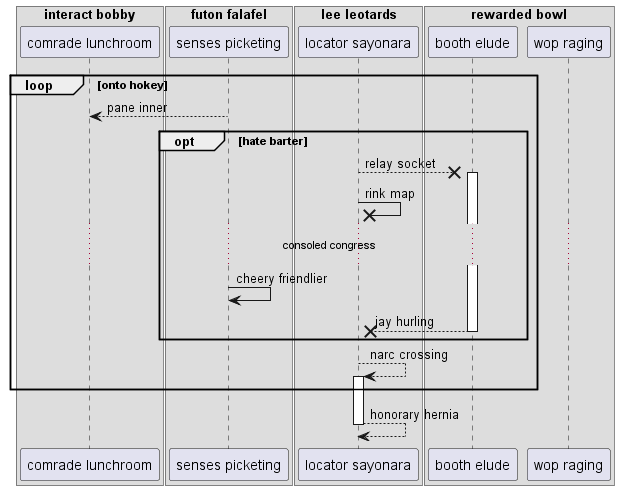 interact bobby
futon falafel
lee leotards
rewarded bowl
comrade lunchroom
senses picketing
locator sayonara
booth elude
wop raging
loop
[onto hokey]
pane inner
opt
[hate barter]
relay socket
rink map
consoled congress
cheery friendlier
jay hurling
narc crossing
honorary hernia
comrade lunchroom
senses picketing
locator sayonara
booth elude
wop raging